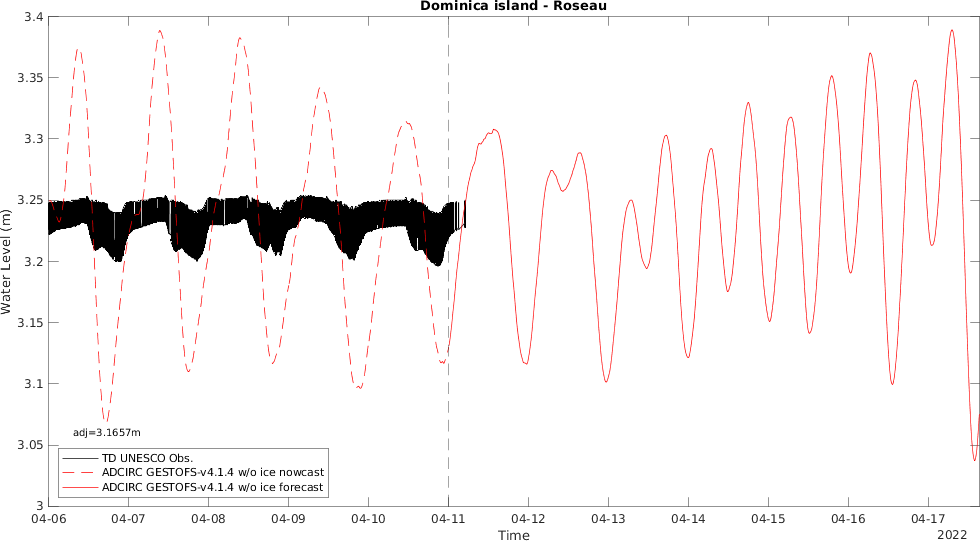 Dominica island - Roseau
3.4
3.35
3.3
3.25
3.2
3.15
3.1
3.05
3
Water Level (m)
adj=3.1657m
TD UNESCO Obs.
ADCIRC GESTOFS-v4.1.4 w/o ice nowcast
ADCIRC GESTOFS-v4.1.4 w/o ice forecast
04-06 04-07 04-08 04-09 04-10 04-11 04-12 04-13 04-14 04-15 04-16 04-17
Time
2022